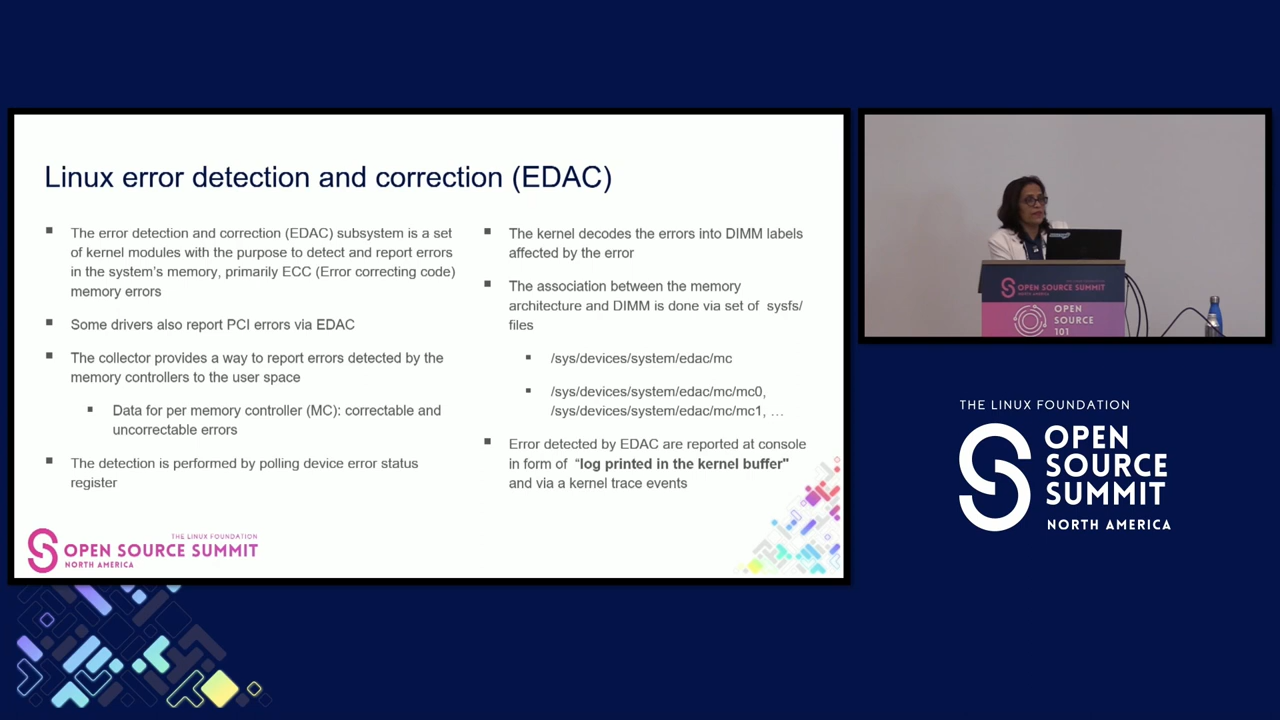 Linux error detection and correction (EDAC)
▪ The error detection and correction (EDAC) subsystem is a set
of kernel modules with the purpose to detect and report errors
in the system's memory, primarily ECC (Error correcting code)
memory errors
▪ Some drivers also report PCI errors via EDAC
▪ The collector provides a way to report errors detected by the
memory controllers to the user space
▪ Data for per memory controller (MC): correctable and
uncorrectable errors
▪ The detection is performed by polling device error status
register
▪ The kernel decodes the errors into DIMM labels
affected by the error
▪ The association between the memory
architecture and DIMM is done via set of sysfs/
files
▪ /sys/devices/system/edac/mc
▪ /sys/devices/system/edac/mc/mc0,
/sys/devices/system/edac/mc/mc1, …
▪ Error detected by EDAC are reported at console
in form of “log printed in the kernel buffer"
and via a kernel trace events
THE LINUX FOUNDATION
OPEN SOURCE SUMMIT
NORTH AMERICA
OPEN SOURCE SUMMIT
NORTH AMERICA
OPEN
SOURCE
101
THE LINUX FOUNDATION
OPEN
SOURCE
SUMMIT
NORTH AMERICA